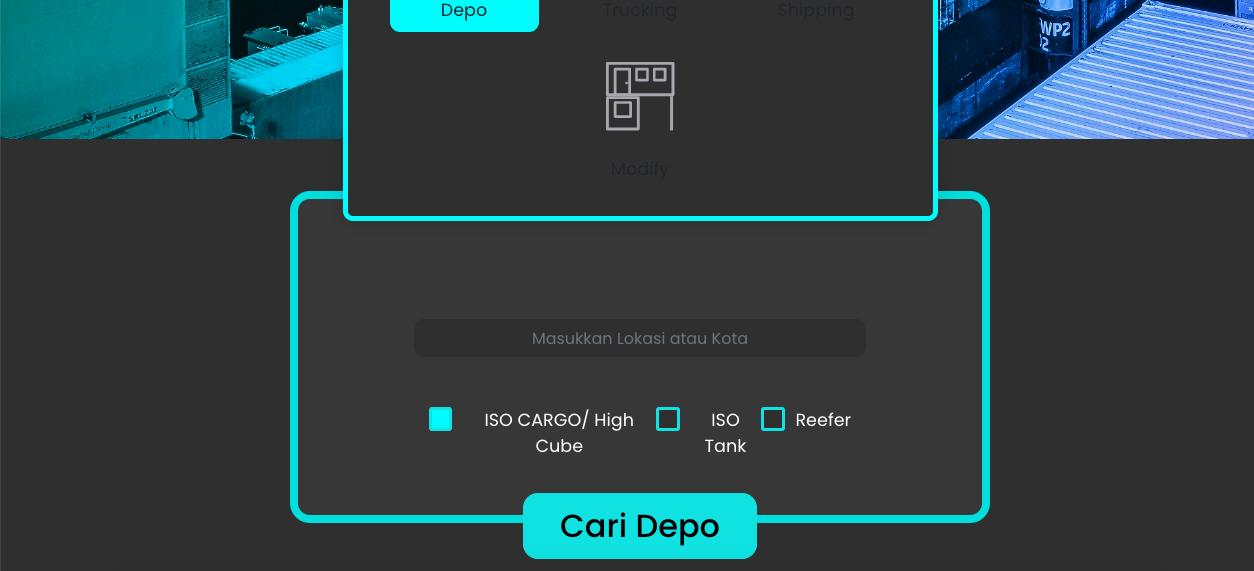 Depo
Trucking
Shipping
WP2
Modify
Masukkan Lokasi atau Kota
ISO CARGO/ High
Cube
ISO
Tank
Reefer
Cari Depo